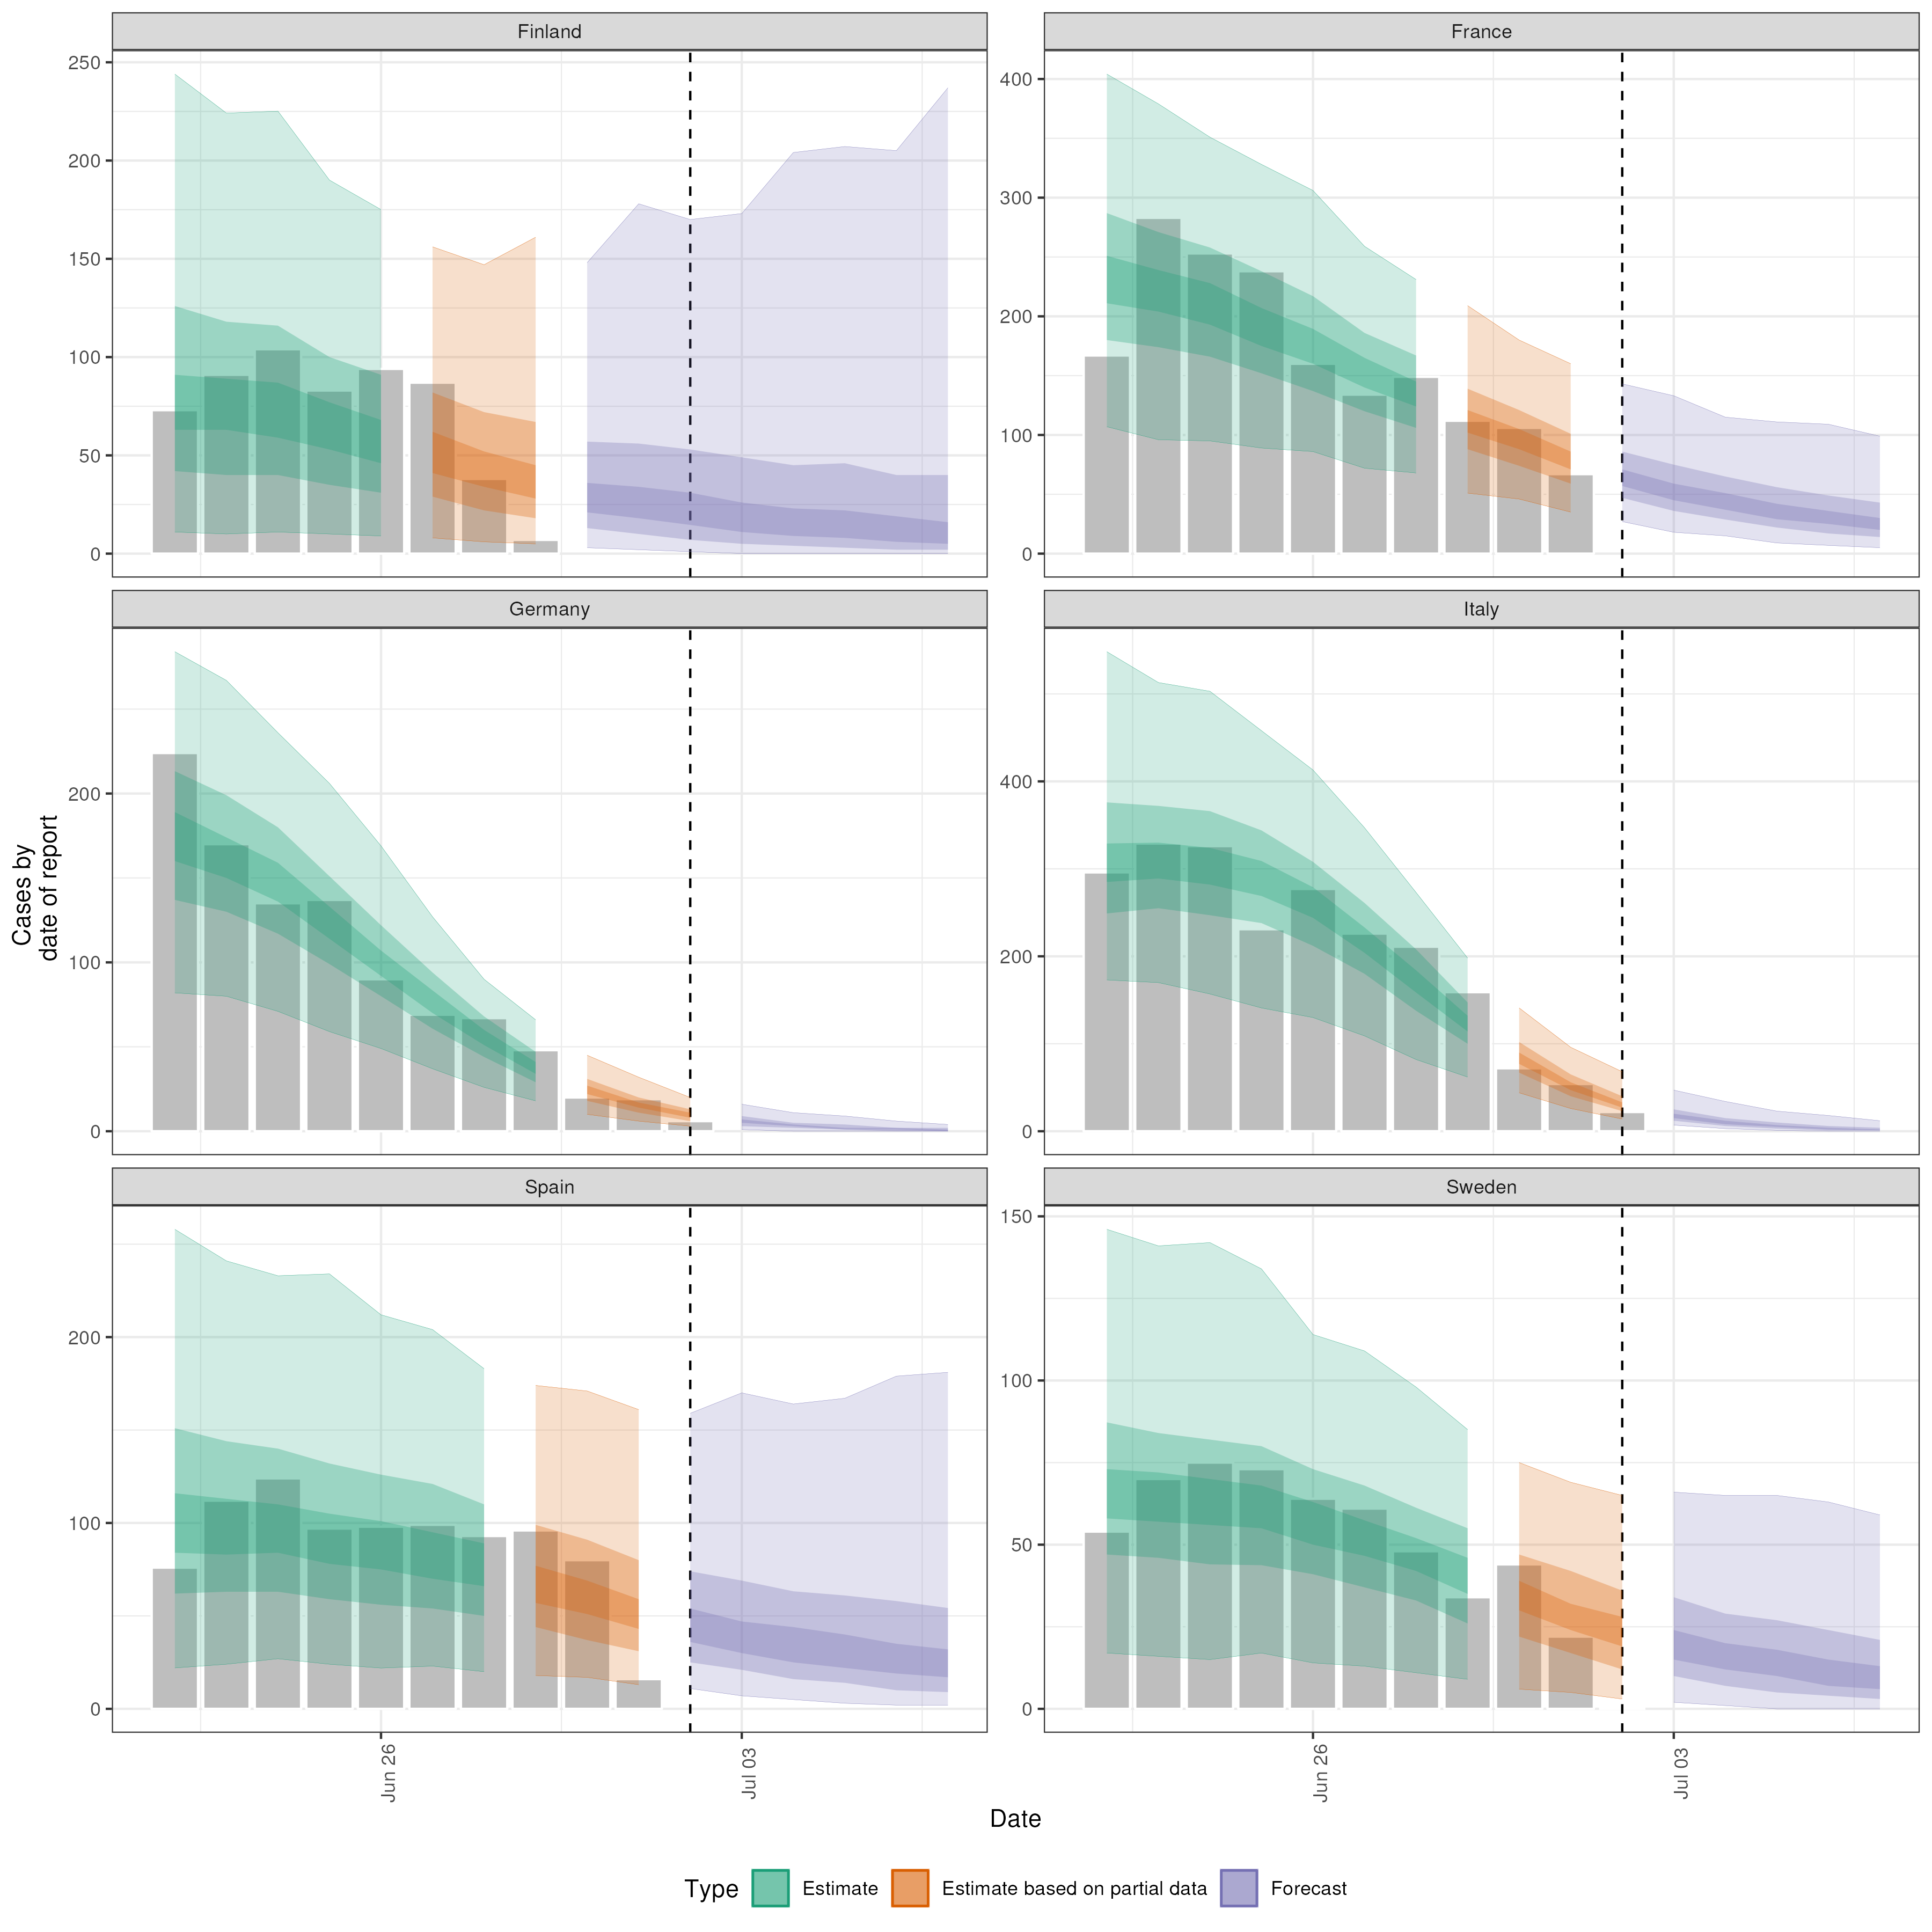 Finland
France
250
200
150
100
50
0
400
300
200
100
0
Germany
Italy
200
100
0
400
200
0
Cases by
date of report
Spain
Sweden
200
100
0
150
100
50
0
Jun 26
Jul 03
Jun 26
Jul 03
Date
Type Estimate Estimate based on partial data Forecast